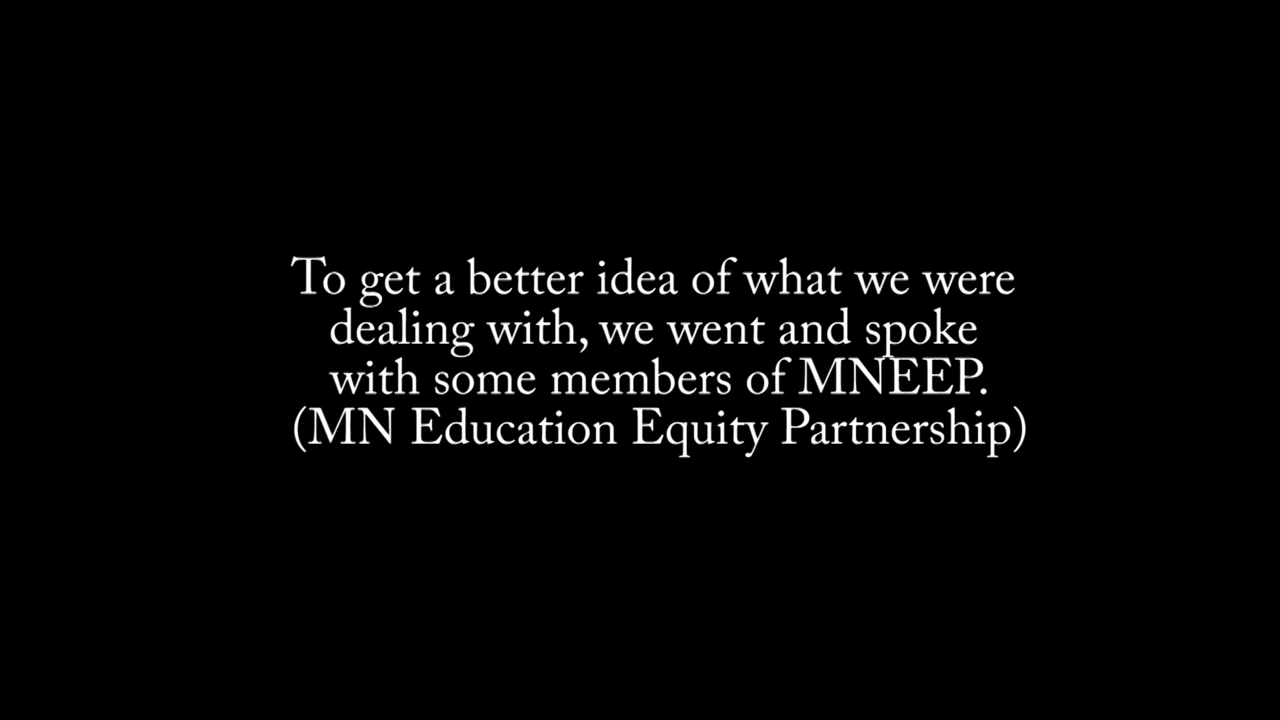 To get a better idea of what we were
dealing with, we went and spoke
with some members of MNEEP.
(MN Education Equity Partnership)